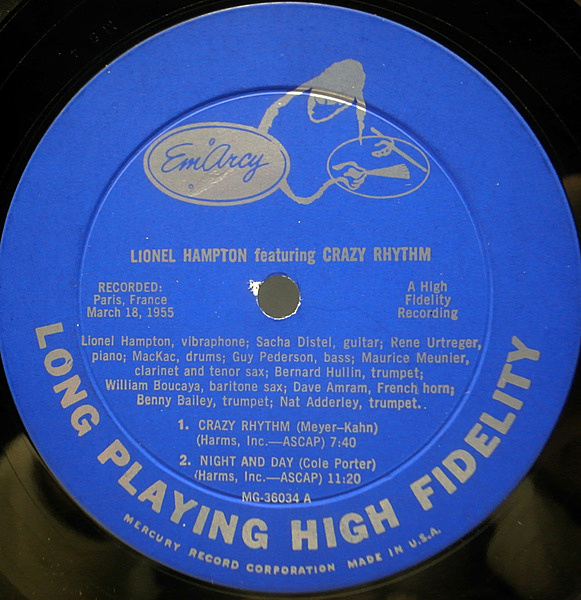 EmArcy
LIONEL HAMPTON featuring CRAZY RHYTHM
RECORDED:
Paris, France
March 18, 1955
A High
Fidelity
Recording
Lionel Hampton, vibraphone; Sacha Distel, guitar; Rene Urtreger,
piano; MacKac, drums; Guy Pederson, bass; Maurice Meunier,
clarinet and tenor sax; Bernard Hullin, trumpet;
William Boucaya, baritone sax; Dave Amram, French horn;
Benny Bailey, trumpet; Nat Adderley, trumpet.
1. CRAZY RHYTHM (Meyer-Kahn)
(Harms, Inc.—ASCAP) 7:40
2. NIGHT AND DAY (Cole Porter)
(Harms, Inc.—ASCAP) 11:20
MG-36034 A
LONG PLAYING HIGH FIDELITY
MERCURY RECORD CORPORATION MADE IN U.S.A.